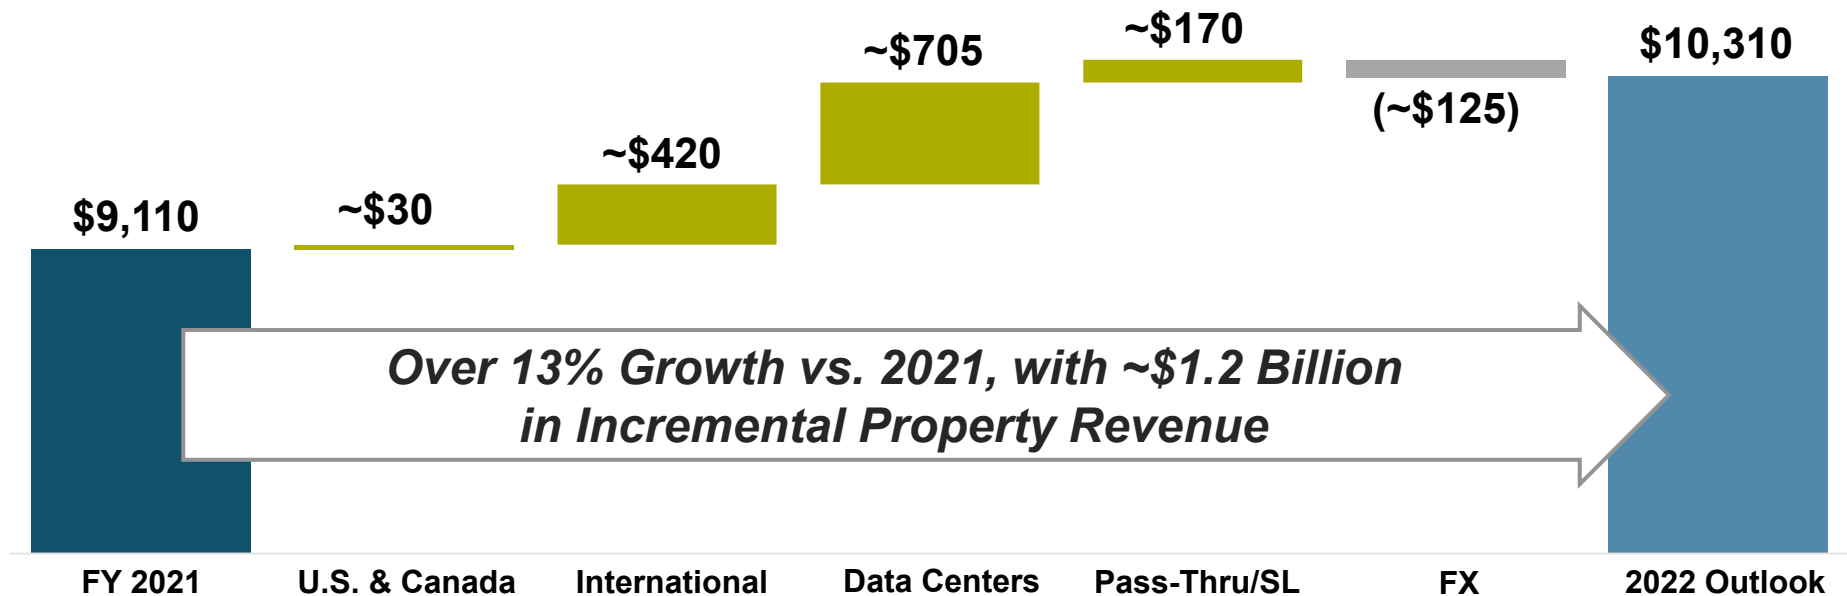 $9,110
~$30
~$420
~$705
~$170
(~$125)
$10,310
Over 13% Growth vs. 2021, with ~$1.2 Billion
in Incremental Property Revenue
FY 2021
U.S. & Canada
International
Data Centers
Pass-Thru/SL
FX
2022 Outlook